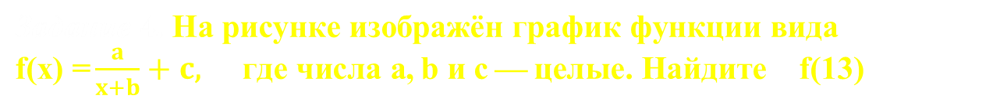 На рисунке изображён график функции вида
f(x) = a/(x+b) + c, где числа a, b и c — целые. Найдите f(13)